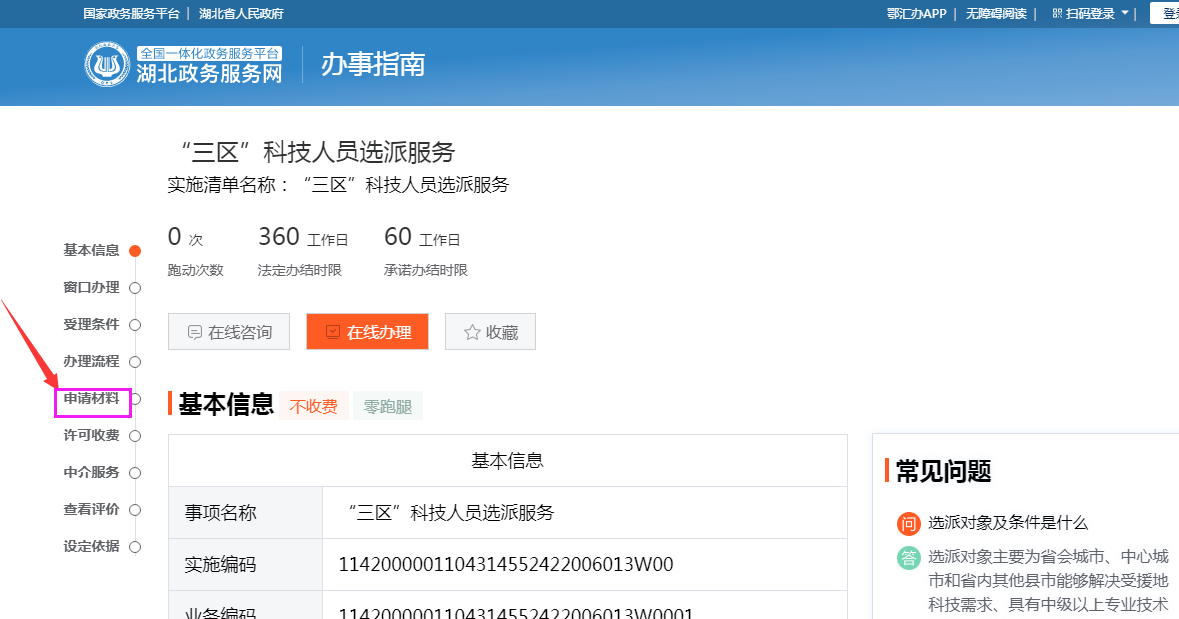 国家政务服务平台 | 湖北省人民政府
鄂汇办APP | 无障碍阅读 | 扫码登录 |
全国一体化政务服务平台
湖北政务服务网
办事指南
“三区”科技人员选派服务
实施清单名称：“三区”科技人员选派服务
0 次 360 工作日 60 工作日
跑动次数 法定办结时限 承诺办结时限
基本信息
窗口办理
受理条件
办理流程
申请材料
许可收费
中介服务
查看评价
设定依据
在线咨询 在线办理 收藏
基本信息 不收费 零跑腿
基本信息
事项名称 “三区”科技人员选派服务
实施编码 1142000001104314552422006013W00
业务编码 1142000001104314552422006013W0001
常见问题
问 选派对象及条件是什么
答 选派对象主要为省会城市、中心城
市和省内其他县市能够解决受援地
科技需求、具有中级以上专业技术